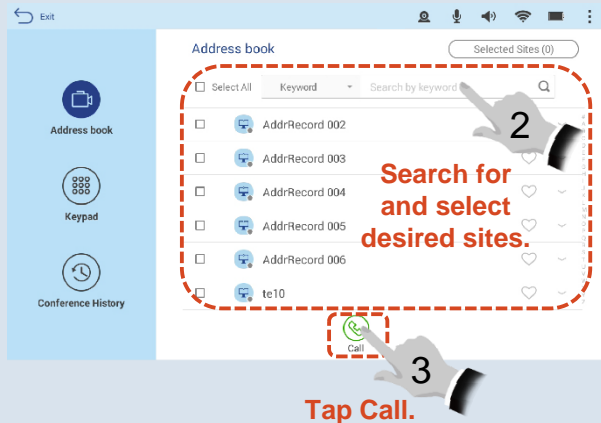 Exit
Address book
Selected Sites (0)
Select All
Keyword
Search by keyword
2
AddrRecord 002
AddrRecord 003
AddrRecord 004
AddrRecord 005
AddrRecord 006
te10
Search for
and select
desired sites.
Address book
Keypad
Conference History
Call
3
Tap Call.